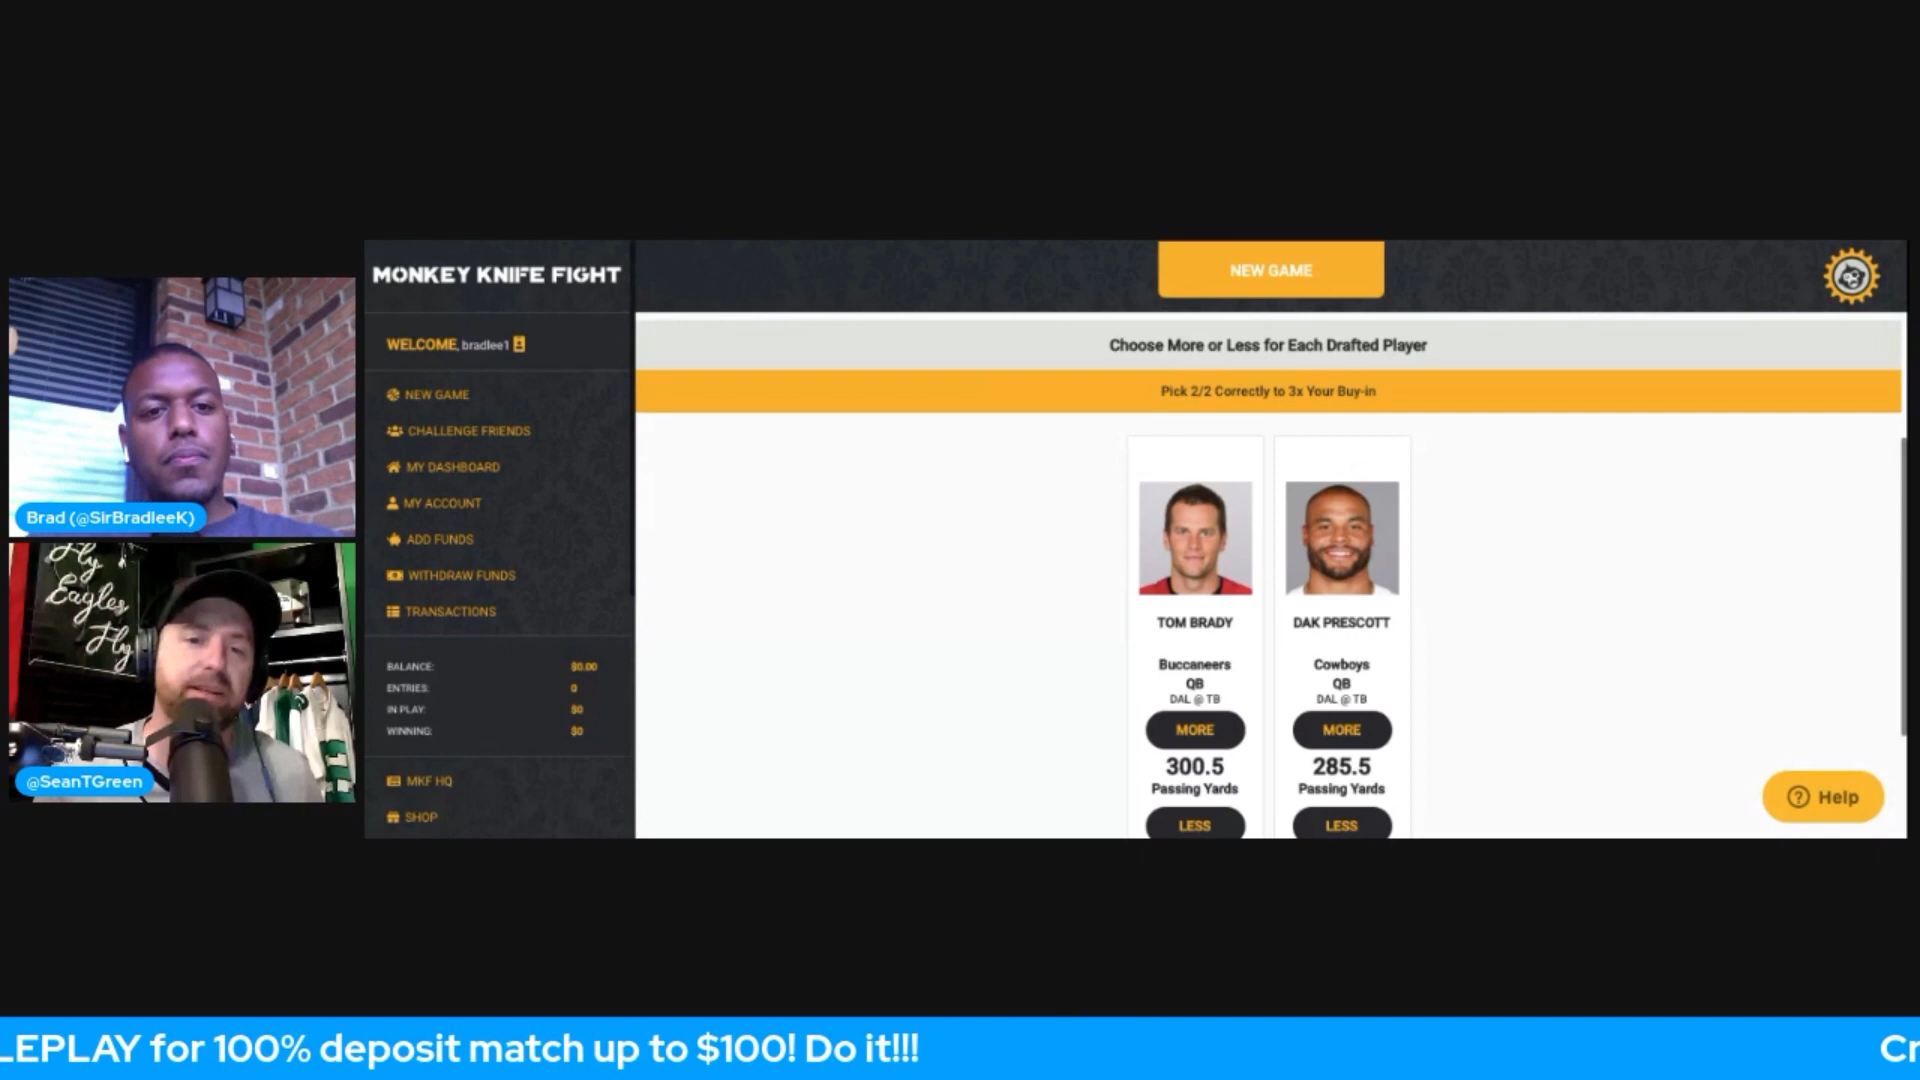 MONKEY KNIFE FIGHT
NEW GAME
WELCOME, bradlee1
NEW GAME
CHALLENGE FRIENDS
MY DASHBOARD
MY ACCOUNT
ADD FUNDS
WITHDRAW FUNDS
TRANSACTIONS
BALANCE: $0.00
ENTRIES: 0
IN PLAY: $0
WINNING: $0
MKF HQ
SHOP
Choose More or Less for Each Drafted Player
Pick 2/2 Correctly to 3x Your Buy-in
TOM BRADY
Buccaneers
QB
DAL @ TB
MORE
300.5
Passing Yards
LESS
DAK PRESCOTT
Cowboys
QB
DAL @ TB
MORE
285.5
Passing Yards
LESS
Help
Brad (@SirBradleeK)
Fly
Eagles
Fly
@SeanTGreen
LEPLAY for 100% deposit match up to $100! Do it!!!
Cr